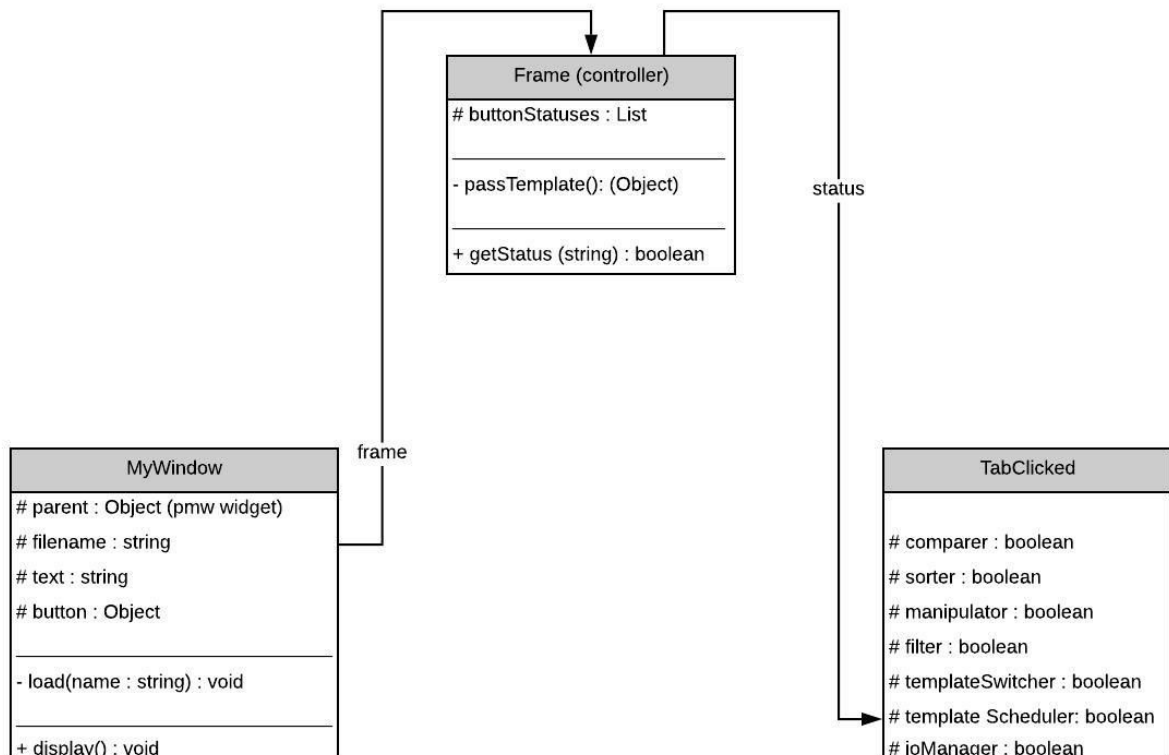 Frame (controller)
# buttonStatuses : List
- passTemplate(): (Object)
+ getStatus (string) : boolean
status
frame
MyWindow
# parent : Object (pmw widget)
# filename : string
# text : string
# button : Object
- load(name : string) : void
+ display() : void
TabClicked
# comparer : boolean
# sorter : boolean
# manipulator : boolean
# filter : boolean
# templateSwitcher : boolean
# template Scheduler: boolean
# ioManager : boolean